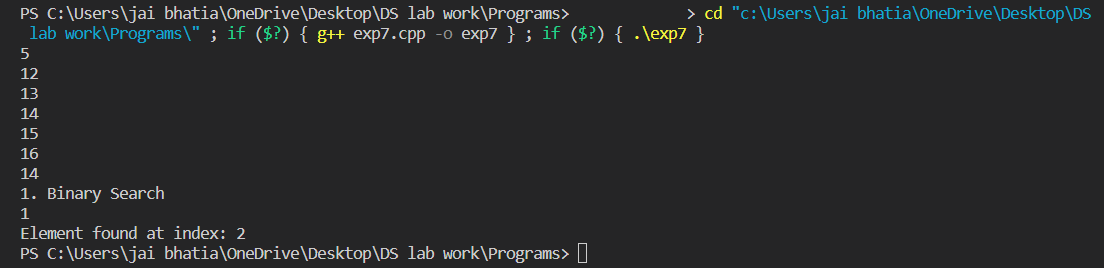 PS C:\Users\jai bhatia\OneDrive\Desktop\DS lab work\Programs> > cd "c:\Users\jai bhatia\OneDrive\Desktop\DS
lab work\Programs\" ; if ($?) { g++ exp7.cpp -o exp7 } ; if ($?) { .\exp7 }
5
12
13
14
15
16
14
1. Binary Search
1
Element found at index: 2
PS C:\Users\jai bhatia\OneDrive\Desktop\DS lab work\Programs>